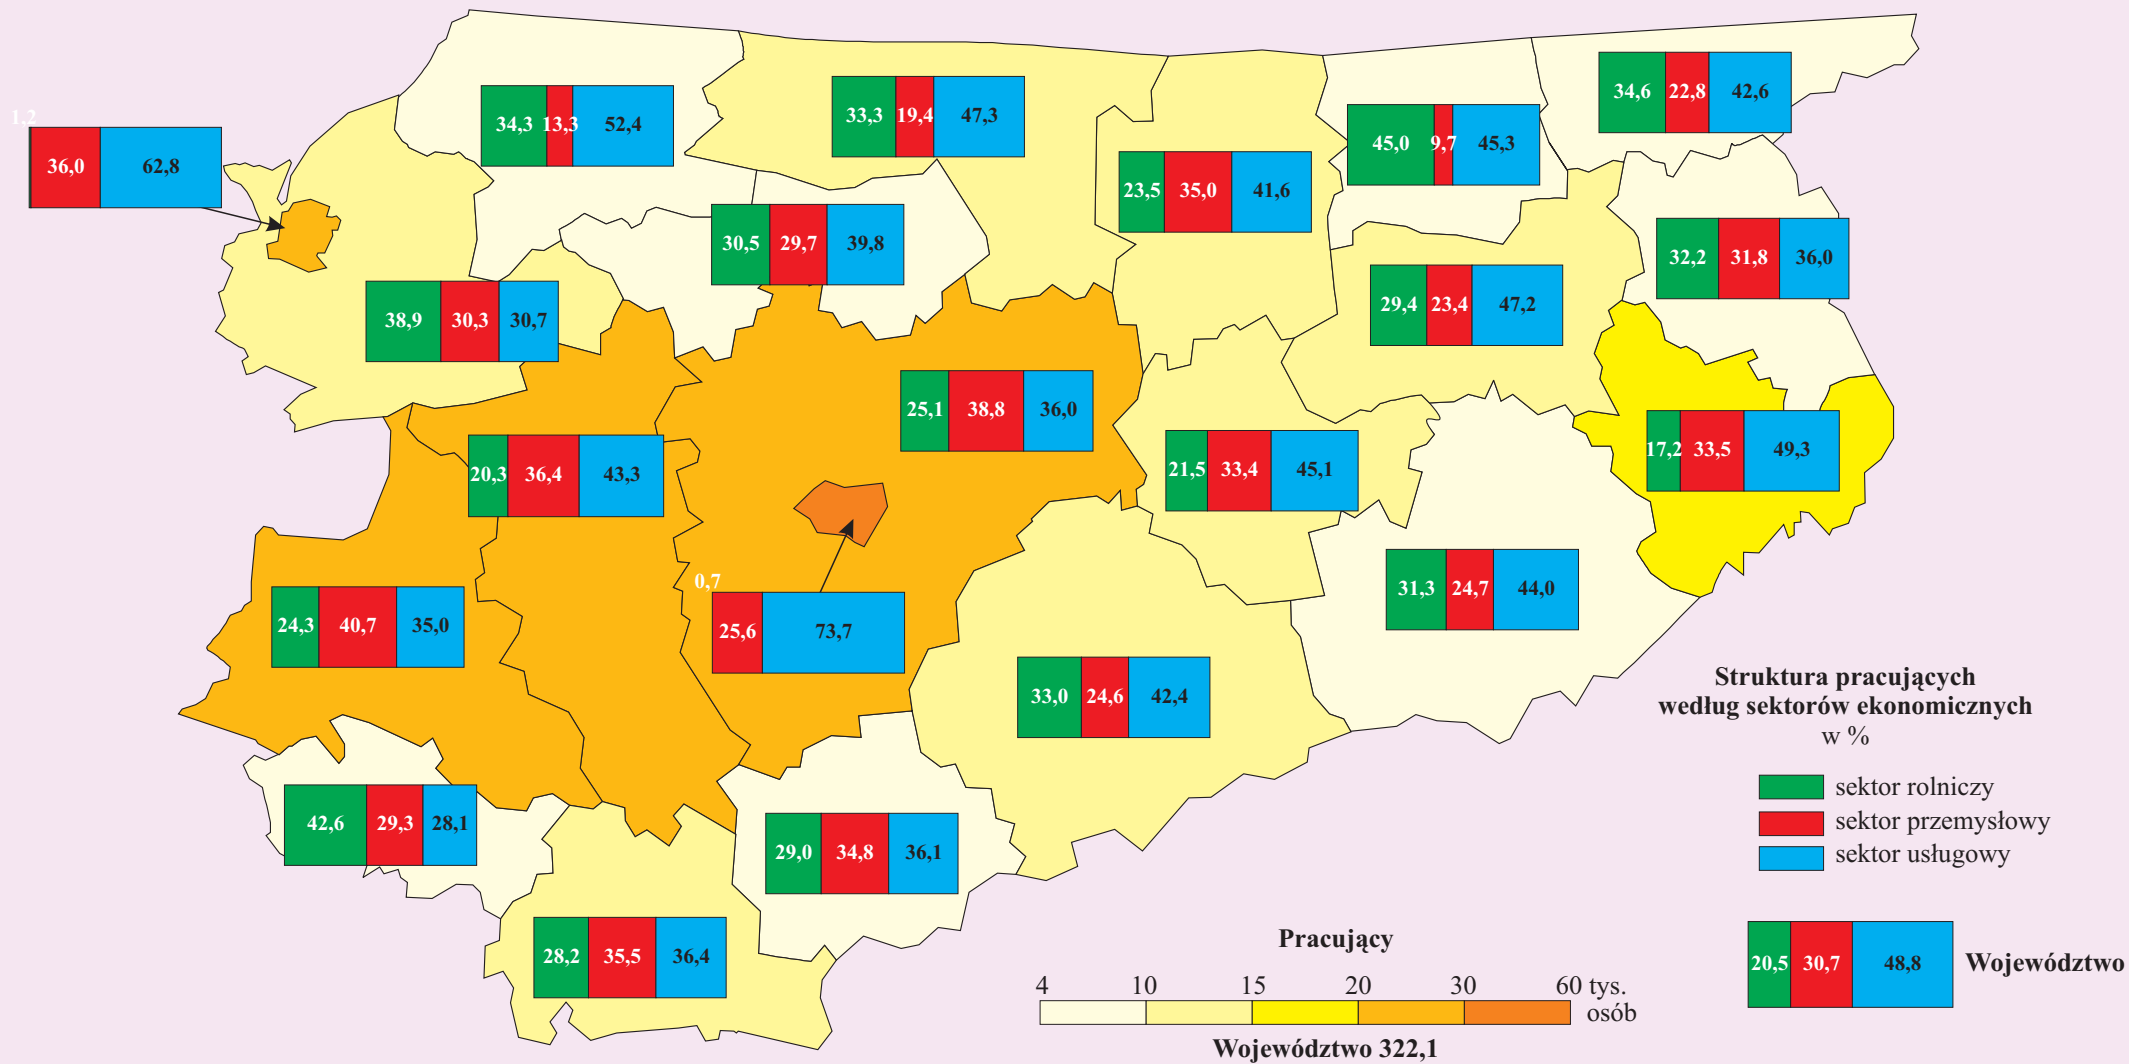 34,6 22,8 42,6
34,3 13,3 52,4
33,3 19,4 47,3
1,2
36,0 62,8
45,0 9,7 45,3
23,5 35,0 41,6
30,5 29,7 39,8
32,2 31,8 36,0
38,9 30,3 30,7
29,4 23,4 47,2
25,1 38,8 36,0
17,2 33,5 49,3
20,3 36,4 43,3
21,5 33,4 45,1
0,7
25,6 73,7
31,3 24,7 44,0
24,3 40,7 35,0
33,0 24,6 42,4
42,6 29,3 28,1
29,0 34,8 36,1
28,2 35,5 36,4
Struktura pracujących
według sektorów ekonomicznych
w %
sektor rolniczy
sektor przemysłowy
sektor usługowy
20,5 30,7 48,8 Województwo
Pracujący
4 10 15 20 30 60 tys.
osób
Województwo 322,1